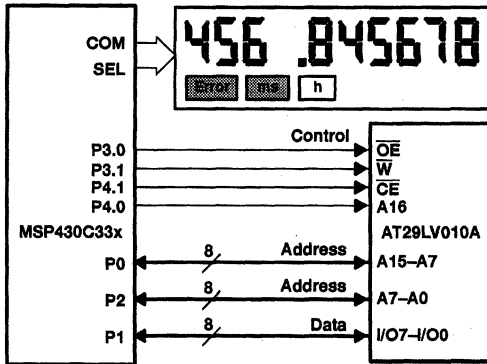 COM
SEL
456 .845678
Error ms h
Control
P3.0 OE
P3.1 W
P4.1 CE
P4.0 A16
MSP430C33x AT29LV010A
P0 8 Address A15–A7
P2 8 Address A7–A0
P1 8 Data I/O7–I/O0